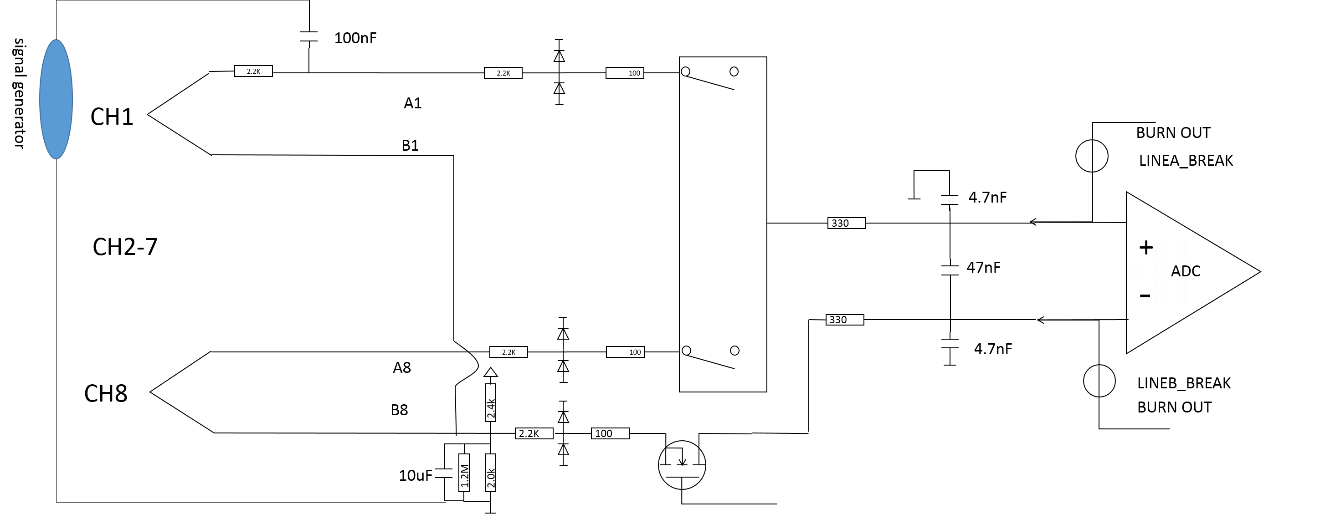 100nF
signal generator
2.2K
2.2K
100
A1
CH1
B1
BURN OUT
LINEA_BREAK
4.7nF
330
CH2-7
+
47nF
ADC
-
330
2.2K
100
4.7nF
A8
CH8
2.4k
LINEB_BREAK
B8
BURN OUT
2.2K
100
10uF
1.2M
2.0k